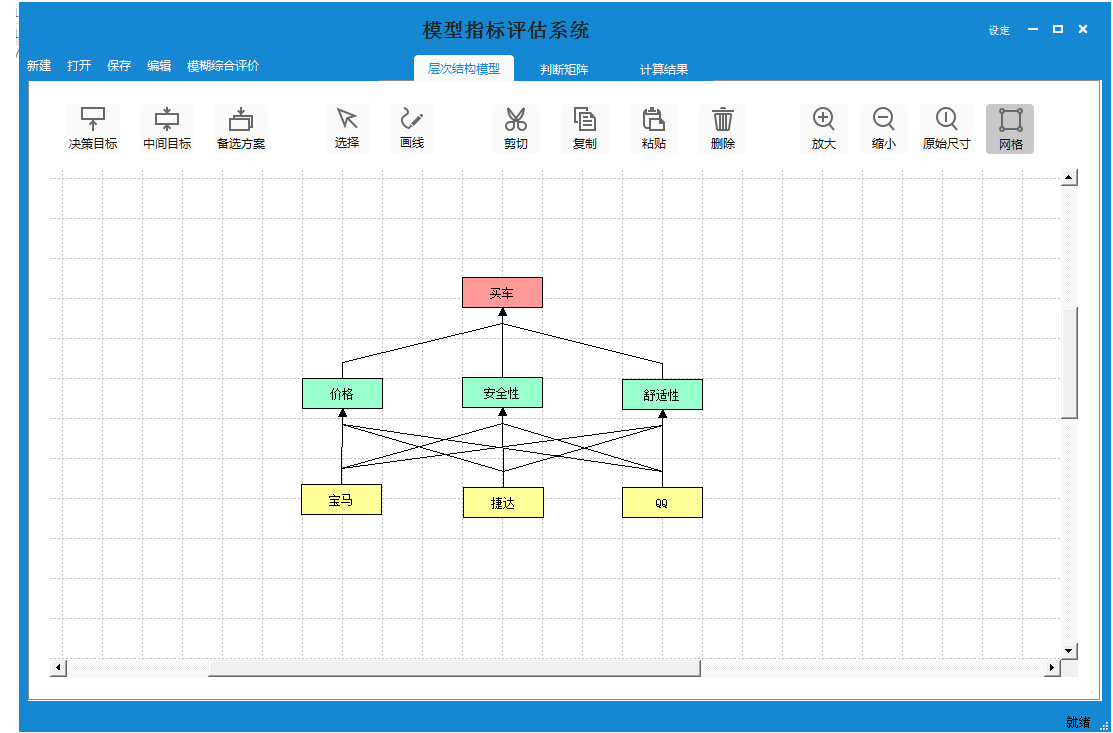 模型指标评估系统
设定
新建 打开 保存 编辑 模糊综合评价
层次结构模型 判断矩阵 计算结果
决策目标 中间目标 备选方案 选择 画线 剪切 复制 粘贴 删除 放大 缩小 原始尺寸 网格
买车
价格 安全性 舒适性
宝马 捷达 QQ
就绪